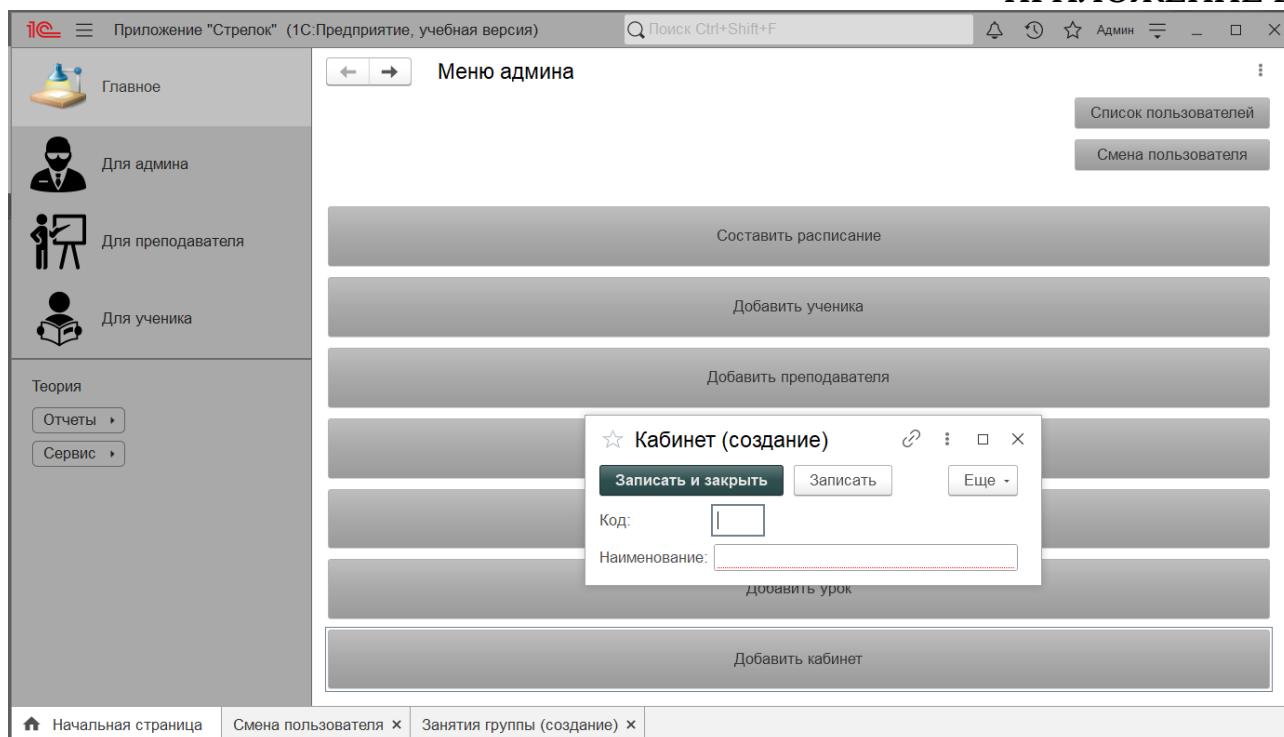 Приложение "Стрелок" (1С:Предприятие, учебная версия)
Поиск Ctrl+Shift+F
Админ
Главное
Для админа
Для преподавателя
Для ученика
Теория
Отчеты
Сервис
Меню админа
Список пользователей
Смена пользователя
Составить расписание
Добавить ученика
Добавить преподавателя
Кабинет (создание)
Записать и закрыть
Записать
Еще
Код:
Наименование:
Добавить урок
Добавить кабинет
Начальная страница
Смена пользователя
Занятия группы (создание)